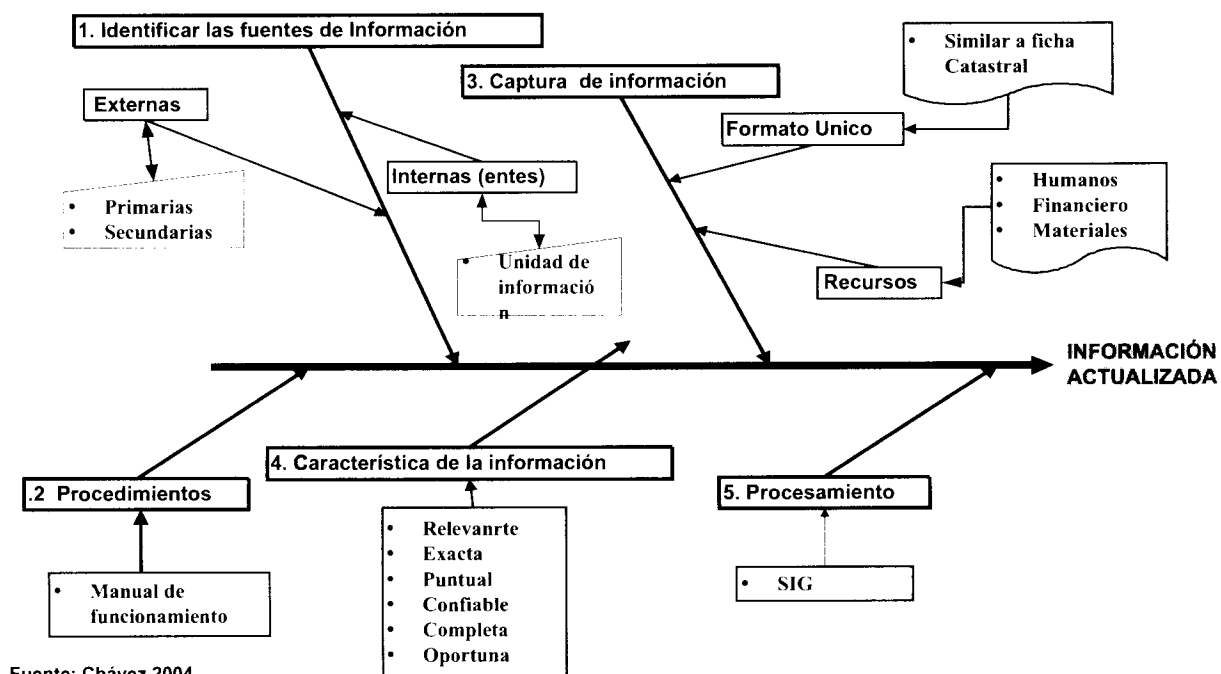 1. Identificar las fuentes de Información
Externas
• Primarias
• Secundarias
Internas (entes)
• Unidad de
informació
n
3. Captura de información
Formato Unico
• Similar a ficha
Catastral
Recursos
• Humanos
• Financiero
• Materiales
INFORMACIÓN
ACTUALIZADA
.2 Procedimientos
• Manual de
funcionamiento
4. Característica de la información
• Relevanrte
• Exacta
• Puntual
• Confiable
• Completa
• Oportuna
5. Procesamiento
• SIG
Fuente: Chávez 2004